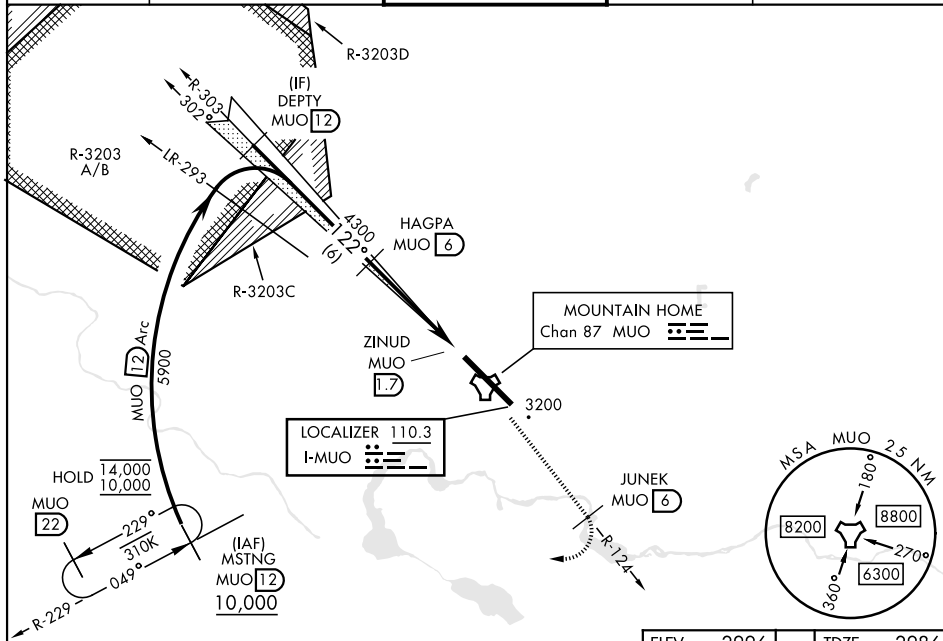 R-3203D
(IF)
DEPTY
MUO 12
R-303
302°
R-3203
A/B
LR-293
4300
122°
(6)
HAGPA
MUO 6
R-3203C
MOUNTAIN HOME
Chan 87 MUO
ZINUD
MUO
1.7
MUO 12 Arc
5900
3200
LOCALIZER 110.3
I-MUO
HOLD 14,000
10,000
MUO
22
229°
310K
049°
R-229
(IAF)
MSTNG
MUO 12
10,000
JUNEK
MUO 6
R-124
MSA MUO 25 NM
180°
8200
8800
270°
6300
360°